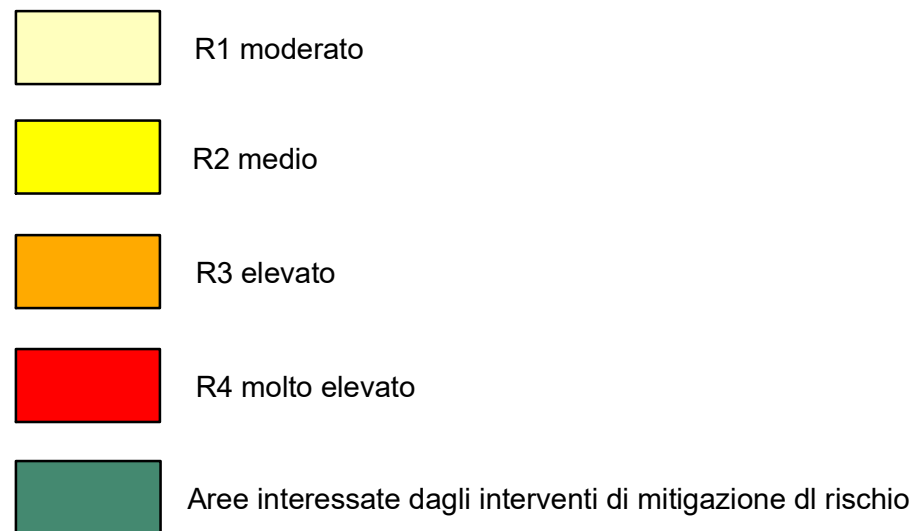 R1 moderato
R2 medio
R3 elevato
R4 molto elevato
Aree interessate dagli interventi di mitigazione dl rischio